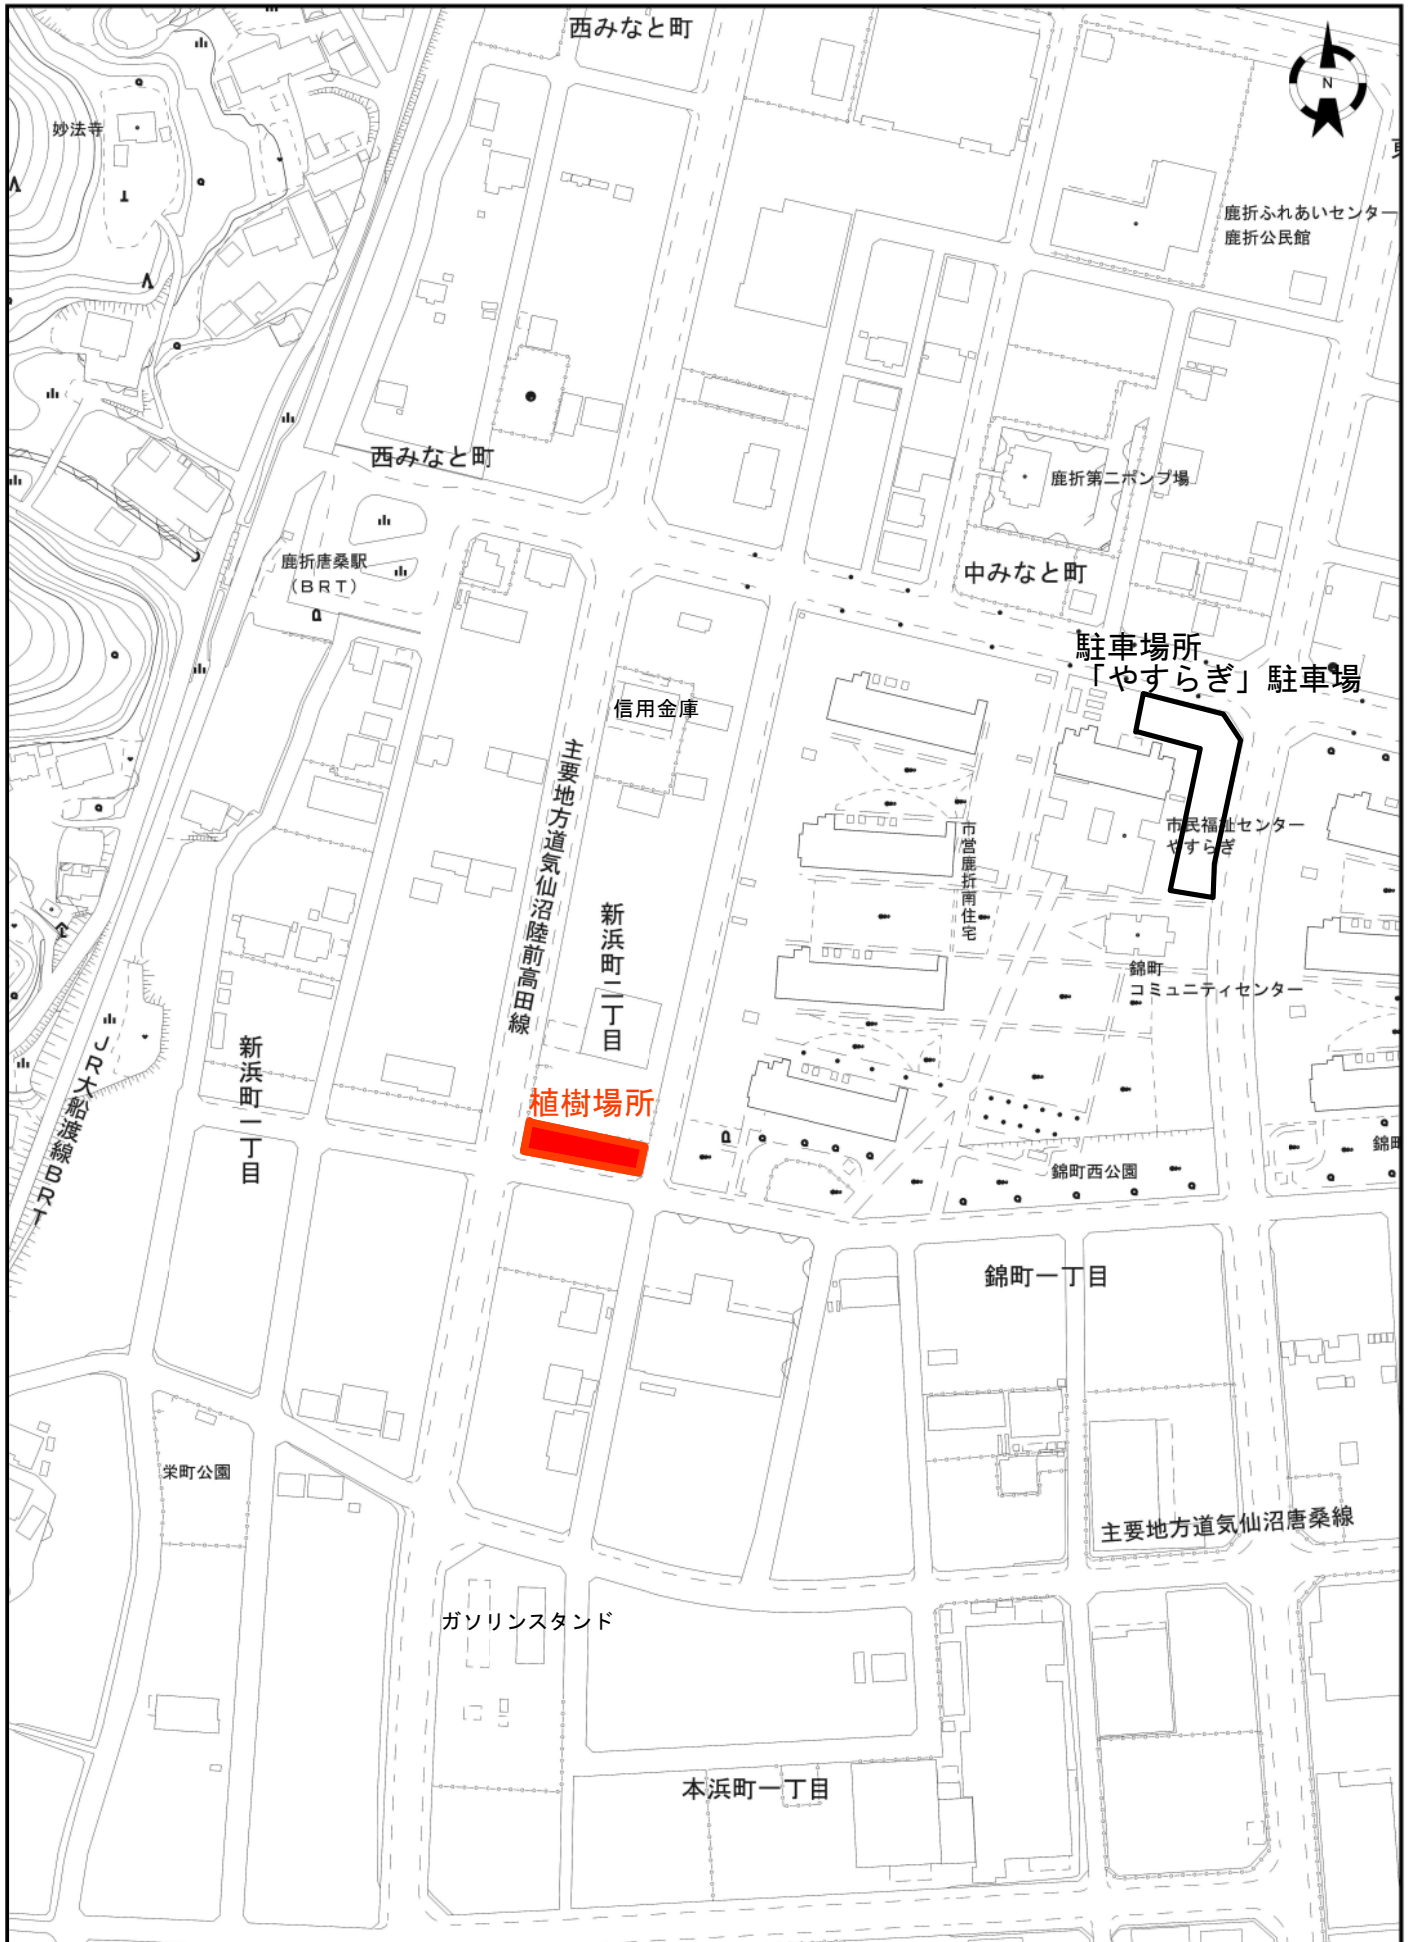 西みなと町
N
妙法寺
鹿折ふれあいセンター
鹿折公民館
西みなと町
鹿折第二ポンプ場
鹿折唐桑駅
(BRT)
中みなと町
駐車場所
「やすらぎ」駐車場
信用金庫
主要地方道気仙沼陸前高田線
市民福祉センター
やすらぎ
市営鹿折南住宅
新浜町二丁目
錦町
コミュニティセンター
新浜町一丁目
JR大船渡線BRT
植樹場所
錦町
錦町西公園
錦町一丁目
栄町公園
主要地方道気仙沼唐桑線
ガソリンスタンド
本浜町一丁目